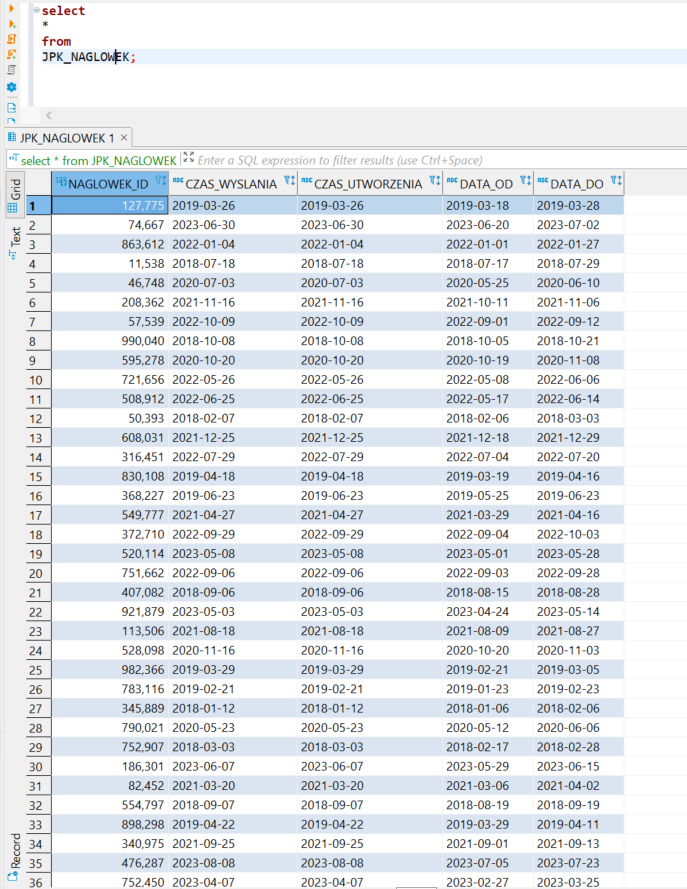 select
*
from
JPK_NAGLOWEK;
JPK_NAGLOWEK 1
select * from JPK_NAGLOWEK Enter a SQL expression to filter results (use Ctrl+Space)
Grid
Text
Record
NAGLOWEK_ID CZAS_WYSLANIA CZAS_UTWORZENIA DATA_OD DATA_DO
1 127,775 2019-03-26 2019-03-26 2019-03-18 2019-03-28
2 74,667 2023-06-30 2023-06-30 2023-06-20 2023-07-02
3 863,612 2022-01-04 2022-01-04 2022-01-01 2022-01-27
4 11,538 2018-07-18 2018-07-18 2018-07-17 2018-07-29
5 46,748 2020-07-03 2020-07-03 2020-05-25 2020-06-10
6 208,362 2021-11-16 2021-11-16 2021-10-11 2021-11-06
7 57,539 2022-10-09 2022-10-09 2022-09-01 2022-09-12
8 990,040 2018-10-08 2018-10-08 2018-10-05 2018-10-21
9 595,278 2020-10-20 2020-10-20 2020-10-19 2020-11-08
10 721,656 2022-05-26 2022-05-26 2022-05-08 2022-06-06
11 508,912 2022-06-25 2022-06-25 2022-05-17 2022-06-14
12 50,393 2018-02-07 2018-02-07 2018-02-06 2018-03-03
13 608,031 2021-12-25 2021-12-25 2021-12-18 2021-12-29
14 316,451 2022-07-29 2022-07-29 2022-07-04 2022-07-20
15 830,108 2019-04-18 2019-04-18 2019-03-19 2019-04-16
16 368,227 2019-06-23 2019-06-23 2019-05-25 2019-06-23
17 549,777 2021-04-27 2021-04-27 2021-03-29 2021-04-16
18 372,710 2022-09-29 2022-09-29 2022-09-04 2022-10-03
19 520,114 2023-05-08 2023-05-08 2023-05-01 2023-05-28
20 751,662 2022-09-06 2022-09-06 2022-09-03 2022-09-28
21 407,082 2018-09-06 2018-09-06 2018-08-15 2018-08-28
22 921,879 2023-05-03 2023-05-03 2023-04-24 2023-05-14
23 113,506 2021-08-18 2021-08-18 2021-08-09 2021-08-27
24 528,098 2020-11-16 2020-11-16 2020-10-20 2020-11-03
25 982,366 2019-03-29 2019-03-29 2019-02-21 2019-03-05
26 783,116 2019-02-21 2019-02-21 2019-01-23 2019-02-23
27 345,889 2018-01-12 2018-01-12 2018-01-06 2018-02-06
28 790,021 2020-05-23 2020-05-23 2020-05-12 2020-06-06
29 752,907 2018-03-03 2018-03-03 2018-02-17 2018-02-28
30 186,301 2023-06-07 2023-06-07 2023-05-29 2023-06-15
31 82,452 2021-03-20 2021-03-20 2021-03-06 2021-04-02
32 554,797 2018-09-07 2018-09-07 2018-08-19 2018-09-19
33 898,298 2019-04-22 2019-04-22 2019-03-29 2019-04-11
34 340,975 2021-09-25 2021-09-25 2021-09-01 2021-09-13
35 476,287 2023-08-08 2023-08-08 2023-07-05 2023-07-23
36 752,450 2023-04-07 2023-04-07 2023-02-27 2023-03-25